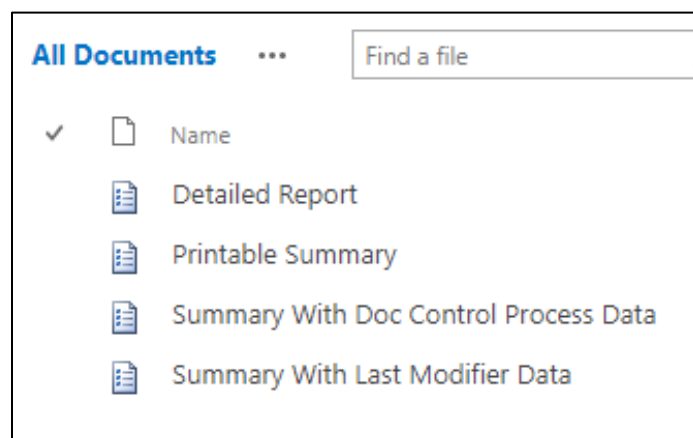 All Documents ... Find a file
Name
Detailed Report
Printable Summary
Summary With Doc Control Process Data
Summary With Last Modifier Data